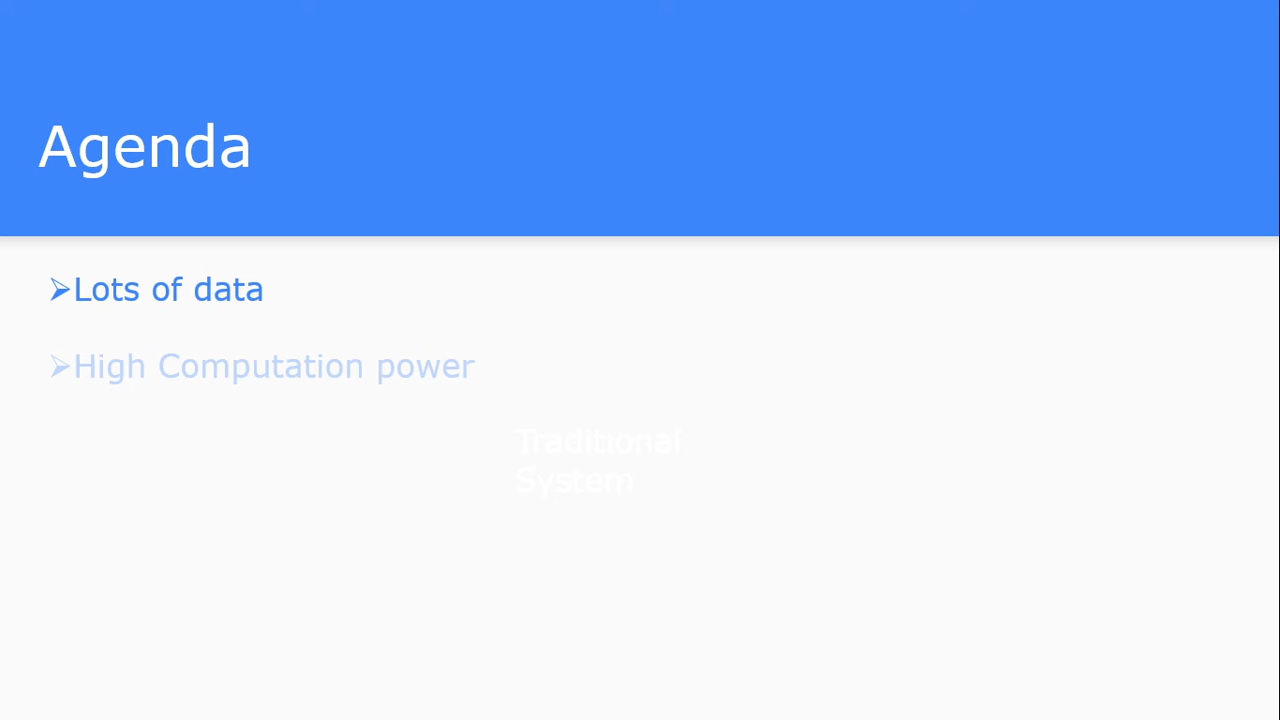 Agenda
➢Lots of data
➢High Computation power
Traditional
System